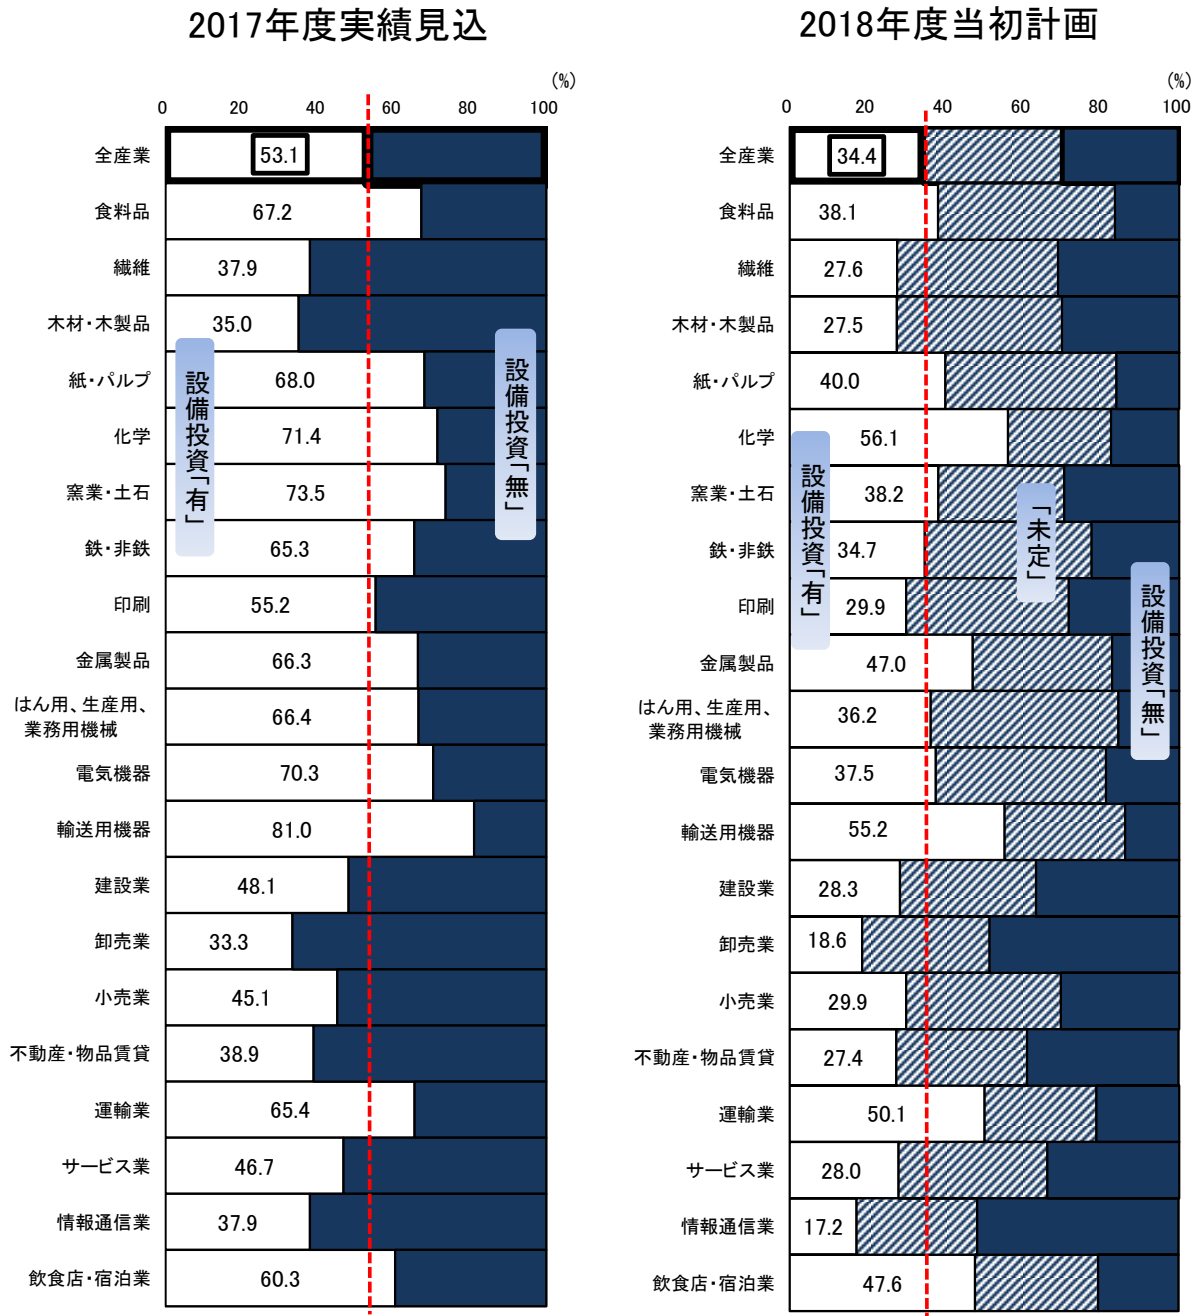 2017年度実績見込
(%)
0 20 40 60 80 100
全産業 53.1
食料品 67.2
繊維 37.9
木材・木製品 35.0
紙・パルプ 68.0
化学 71.4
窯業・土石 73.5
鉄・非鉄 65.3
印刷 55.2
金属製品 66.3
はん用、生産用、
業務用機械 66.4
電気機器 70.3
輸送用機器 81.0
建設業 48.1
卸売業 33.3
小売業 45.1
不動産・物品賃貸 38.9
運輸業 65.4
サービス業 46.7
情報通信業 37.9
飲食店・宿泊業 60.3
設備投資「有」
設備投資「無」
2018年度当初計画
(%)
0 20 40 60 80 100
全産業 34.4
食料品 38.1
繊維 27.6
木材・木製品 27.5
紙・パルプ 40.0
化学 56.1
窯業・土石 38.2
鉄・非鉄 34.7
印刷 29.9
金属製品 47.0
はん用、生産用、
業務用機械 36.2
電気機器 37.5
輸送用機器 55.2
建設業 28.3
卸売業 18.6
小売業 29.9
不動産・物品賃貸 27.4
運輸業 50.1
サービス業 28.0
情報通信業 17.2
飲食店・宿泊業 47.6
設備投資「有」
「未定」
設備投資「無」